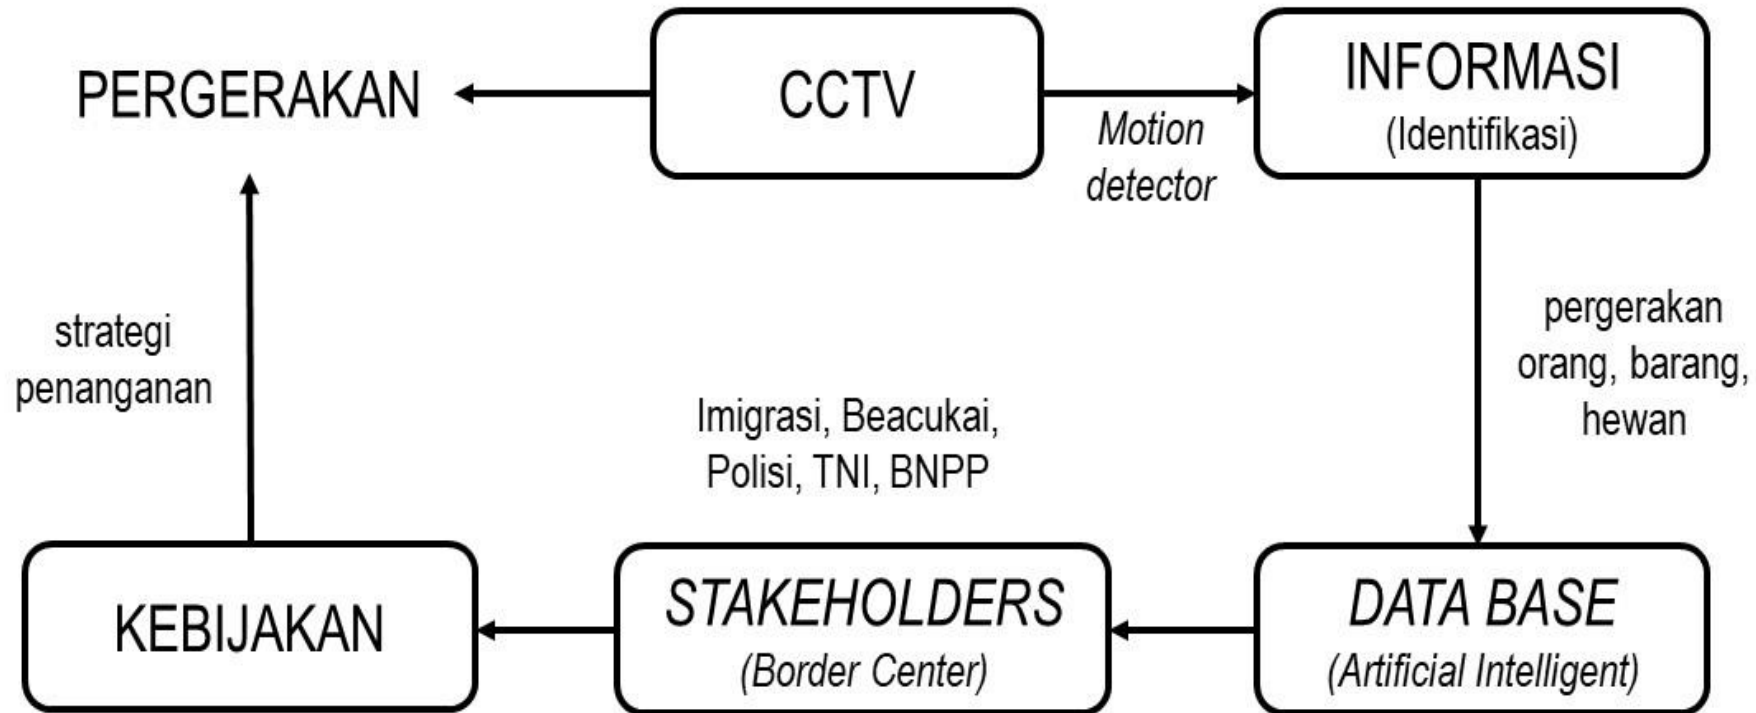 PERGERAKAN
CCTV
Motion
detector
INFORMASI
(Identifikasi)
strategi
penanganan
Imigrasi, Beacukai,
Polisi, TNI, BNPP
pergerakan
orang, barang,
hewan
KEBIJAKAN
STAKEHOLDERS
(Border Center)
DATA BASE
(Artificial Intelligent)